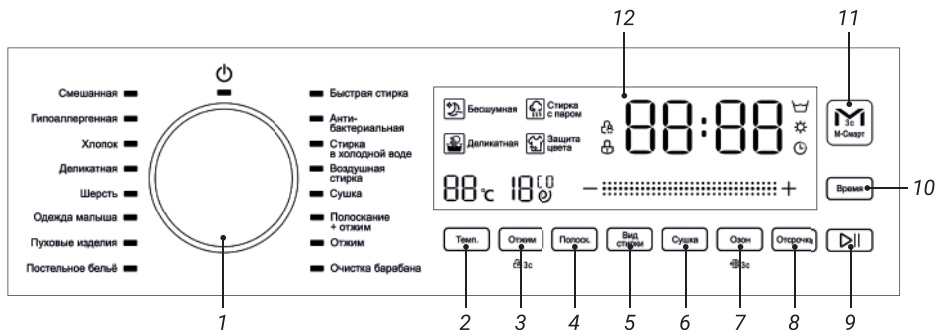 12
11
Смешанная
Гипоаллергенная
Хлопок
Деликатная
Шерсть
Одежда малыша
Пуховые изделия
Постельное бельё
Быстрая стирка
Анти-
бактериальная
Стирка
в холодной воде
Воздушная
стирка
Сушка
Полоскание
+ отжим
Отжим
Очистка барабана
Бесшумная
Стирка
с паром
Деликатная
Защита
цвета
88:88
88°C
18
3с
М-Смарт
Время
10
Темп.
Отжим
Полоск.
Вид
стирки
Сушка
Озон
Отсрочка
3с
3с
1
2
3
4
5
6
7
8
9